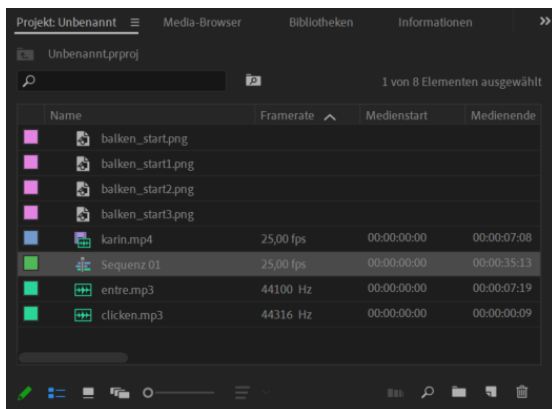 Projekt: Unbenannt ≡ Media-Browser Bibliotheken Informationen »
Unbenannt.prproj
1 von 8 Elementen ausgewählt
Name Framerate Medienstart Medienende
balken_start.png
balken_start1.png
balken_start2.png
balken_start3.png
karin.mp4 25,00 fps 00:00:00:00 00:00:07:08
Sequenz 01 25,00 fps 00:00:00:00 00:00:35:13
entre.mp3 44100 Hz 00:00:00:00 00:00:07:19
clicken.mp3 44316 Hz 00:00:00:00 00:00:00:09